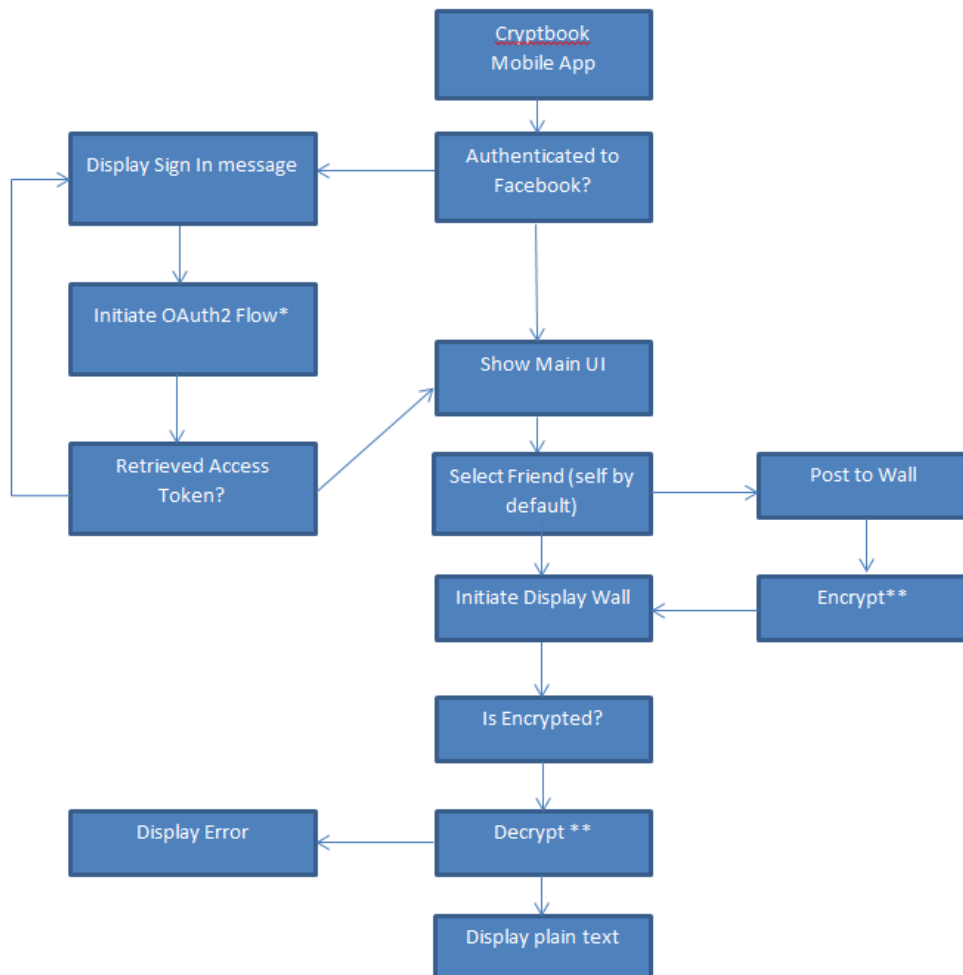 Cryptbook
Mobile App
Display Sign In message
Authenticated to
Facebook?
Initiate OAuth2 Flow*
Show Main UI
Retrieved Access
Token?
Select Friend (self by
default)
Post to Wall
Initiate Display Wall
Encrypt**
Is Encrypted?
Display Error
Decrypt **
Display plain text